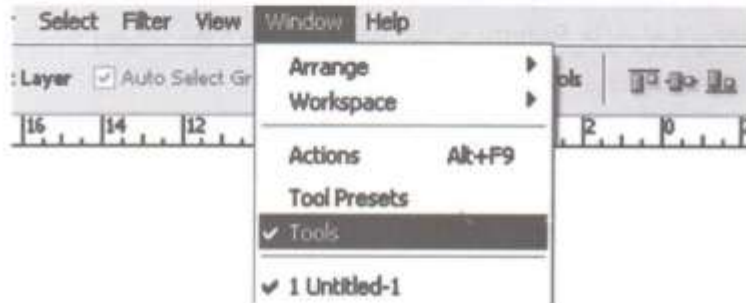 Select Filter View Window Help
Layer Auto Select Gr ols
16 14 12 2 0
Arrange
Workspace
Actions Alt+F9
Tool Presets
Tools
1 Untitled-1